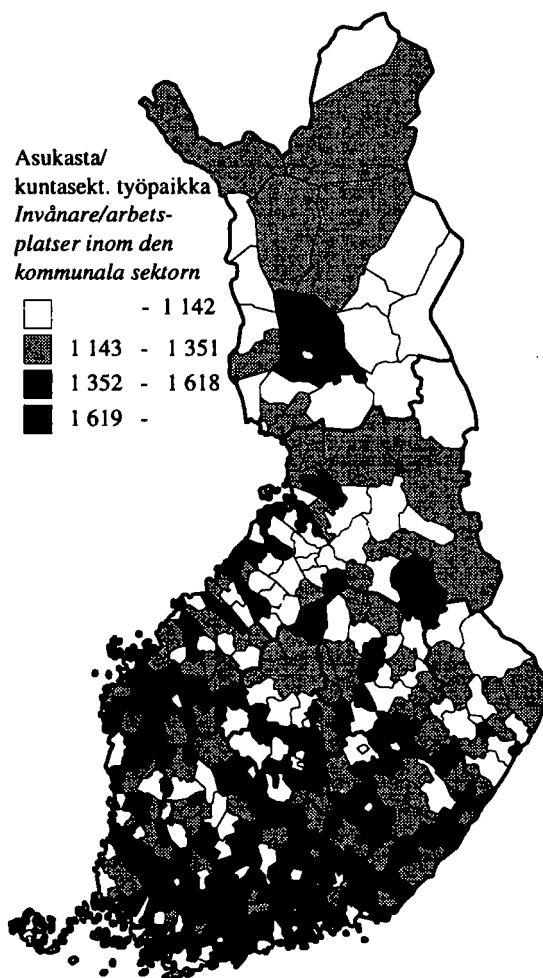 Asukasta/
kuntasekt. työpaikka
Invånare/arbets-
platser inom den
kommunala sektorn
- 1 142
1 143 - 1 351
1 352 - 1 618
1 619 -